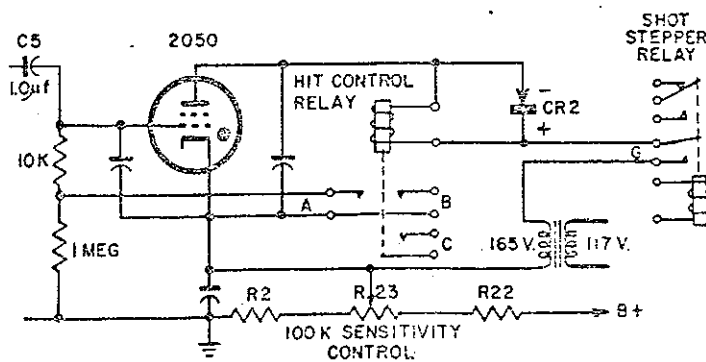 SHOT
STEPPER
RELAY
C5
2050
1.0uf
HIT CONTROL
RELAY
-
CR2
+
10K
G
A
B
C
1 MEG
165 V.
117 V.
R2
R23
R22
B+
100K SENSITIVITY
CONTROL